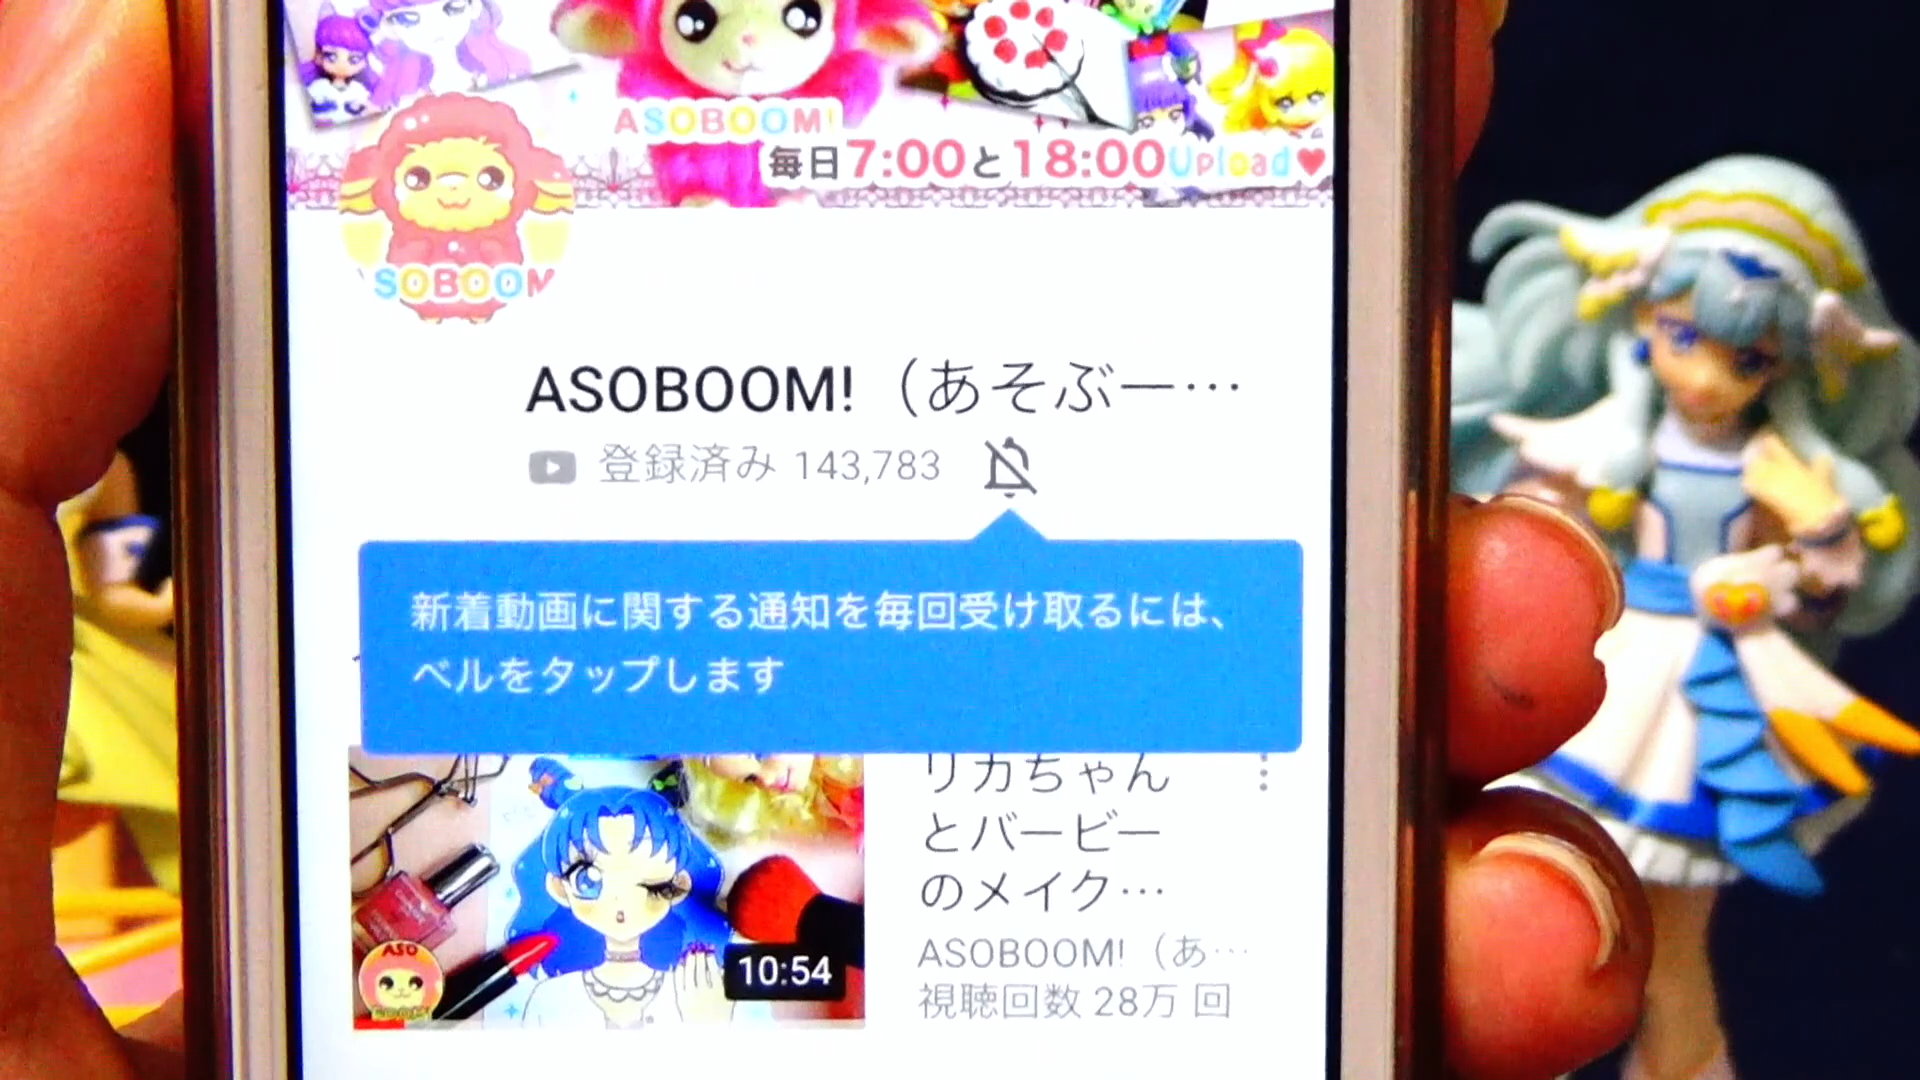 ASOBOOM!
毎日7:00と18:00Upload♥
SOBOOM
ASOBOOM!（あそぶー…
登録済み 143,783
新着動画に関する通知を毎回受け取るには、
ベルをタップします
リカちゃん
とバービー
のメイク…
10:54
ASO
ASOBOOM!（あ…
視聴回数 28万 回